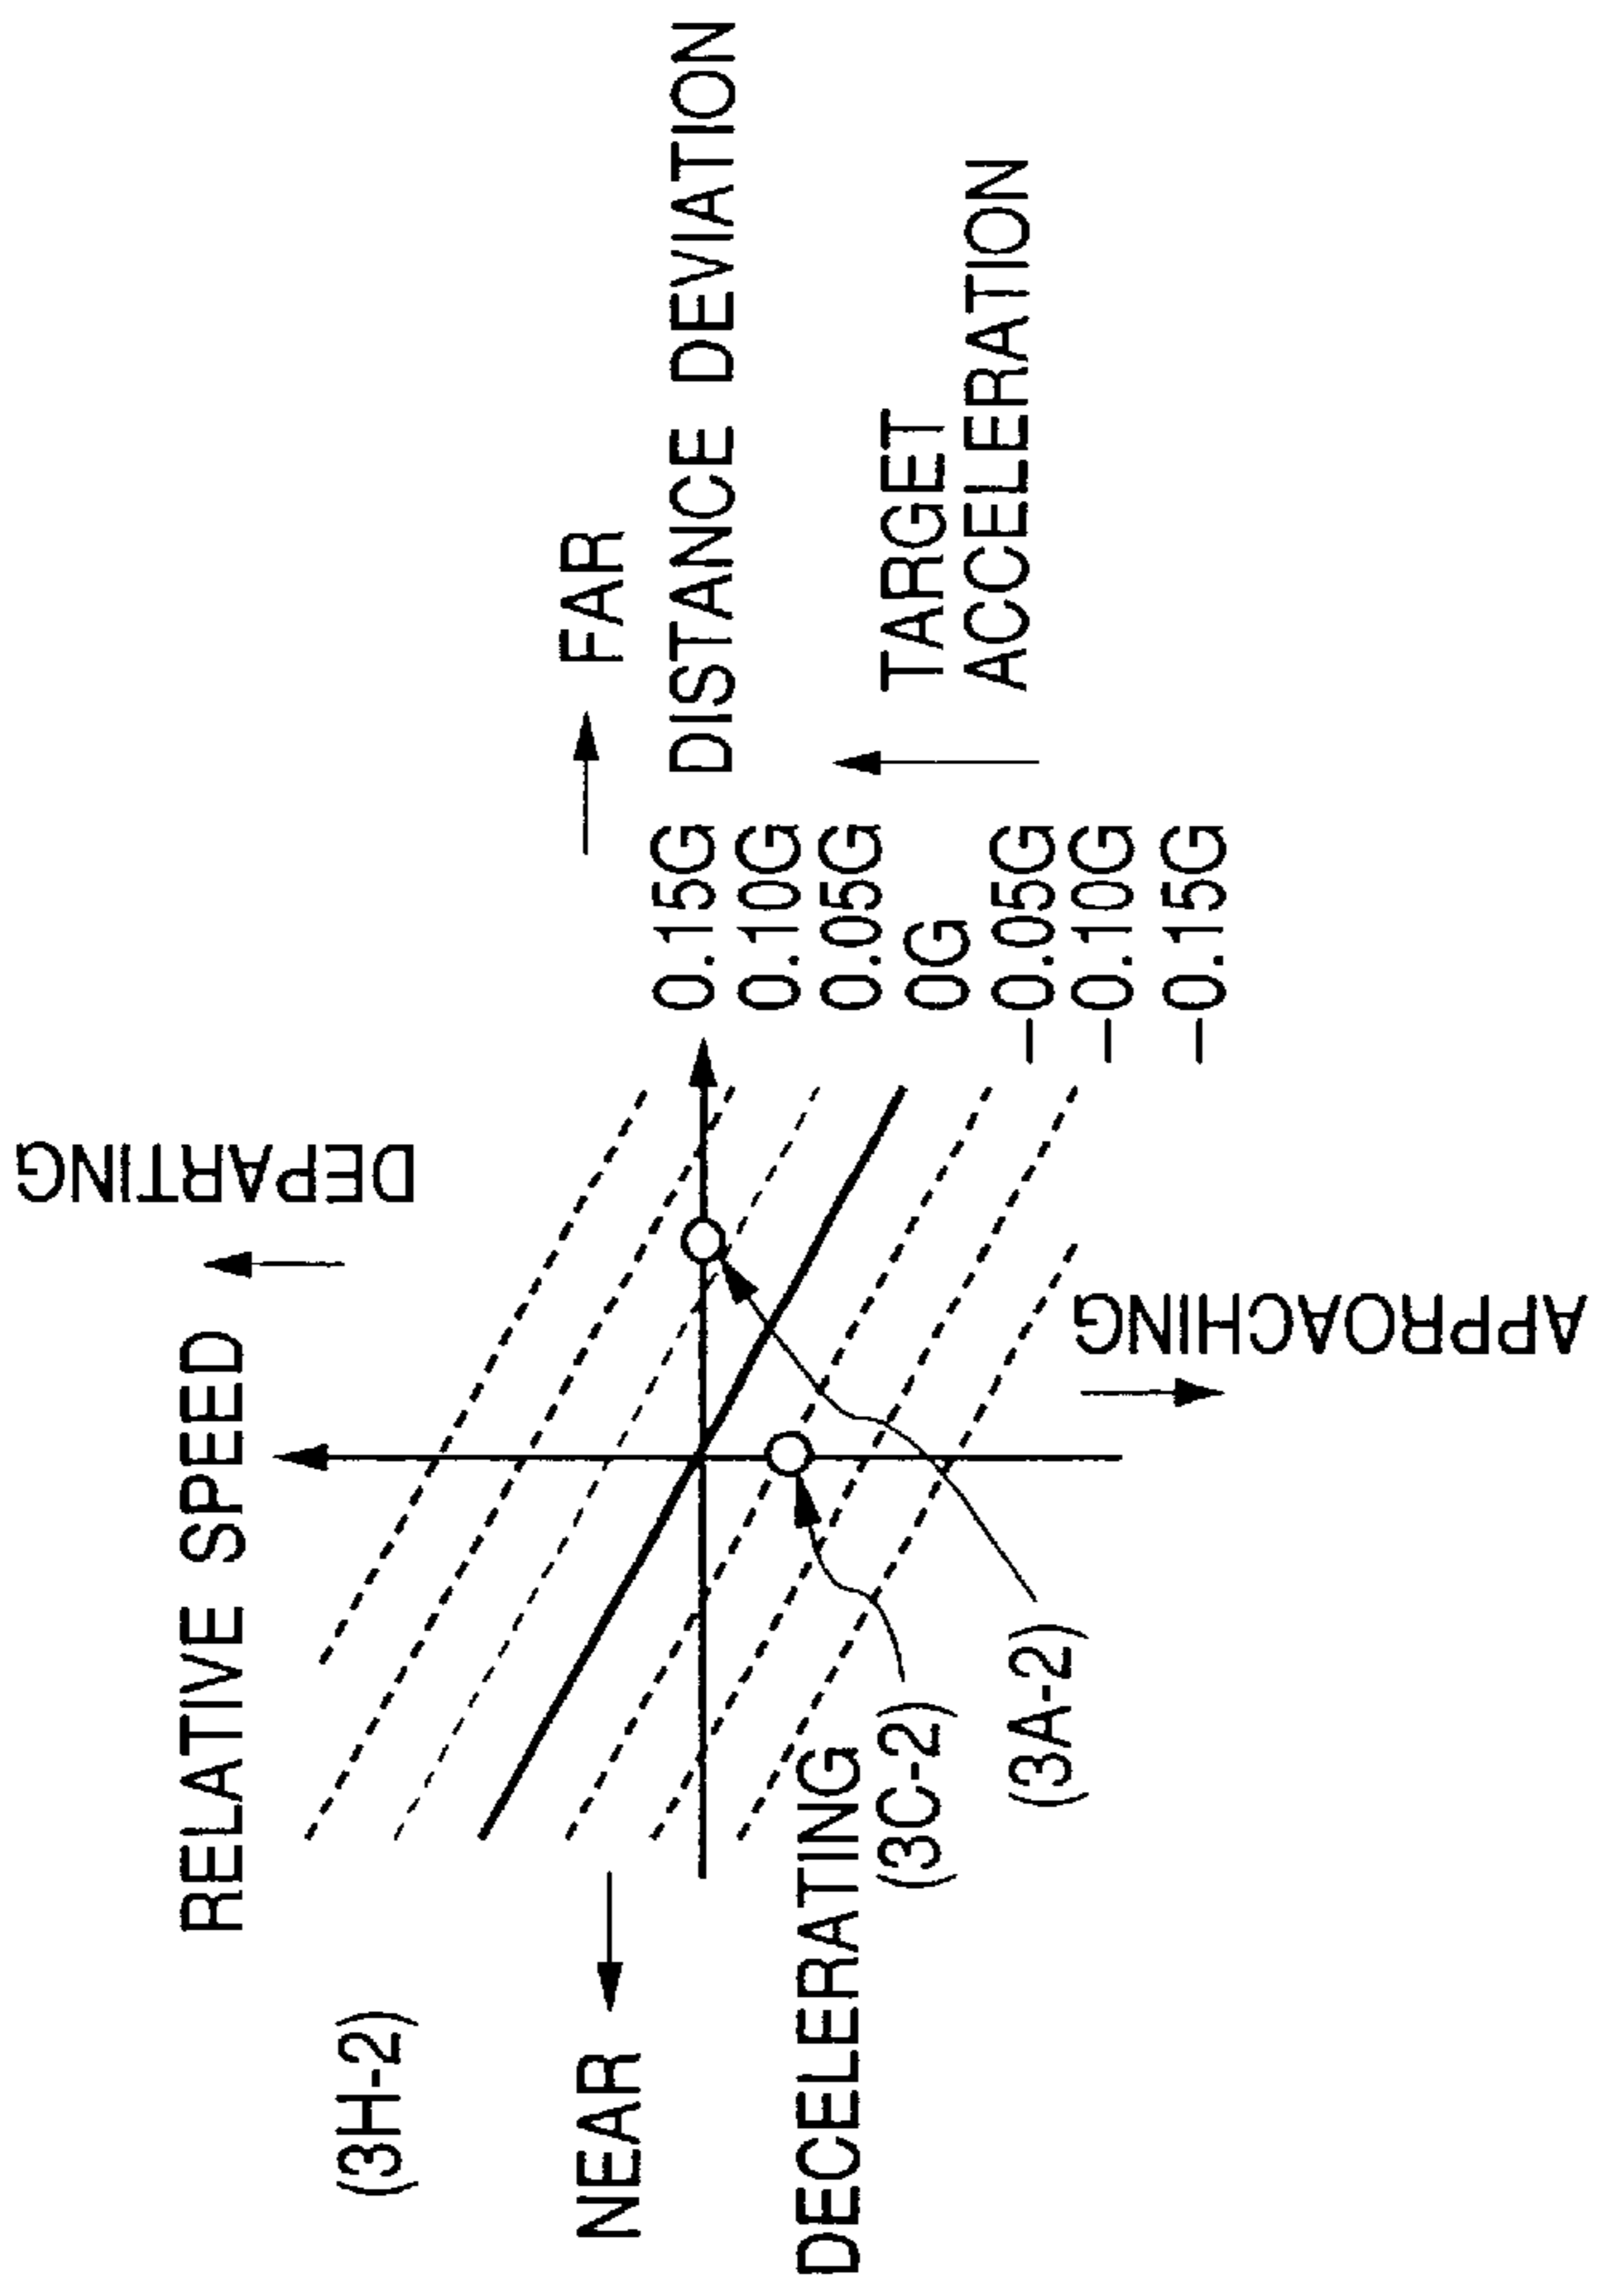 (3H-2)
RELATIVE SPEED
DEPARTING
NEAR
FAR
DISTANCE DEVIATION
0.15G
0.10G
0.05G
0G
-0.05G
-0.10G
-0.15G
TARGET
ACCELERATION
DECELERATING
(3C-2)
(3A-2)
APPROACHING